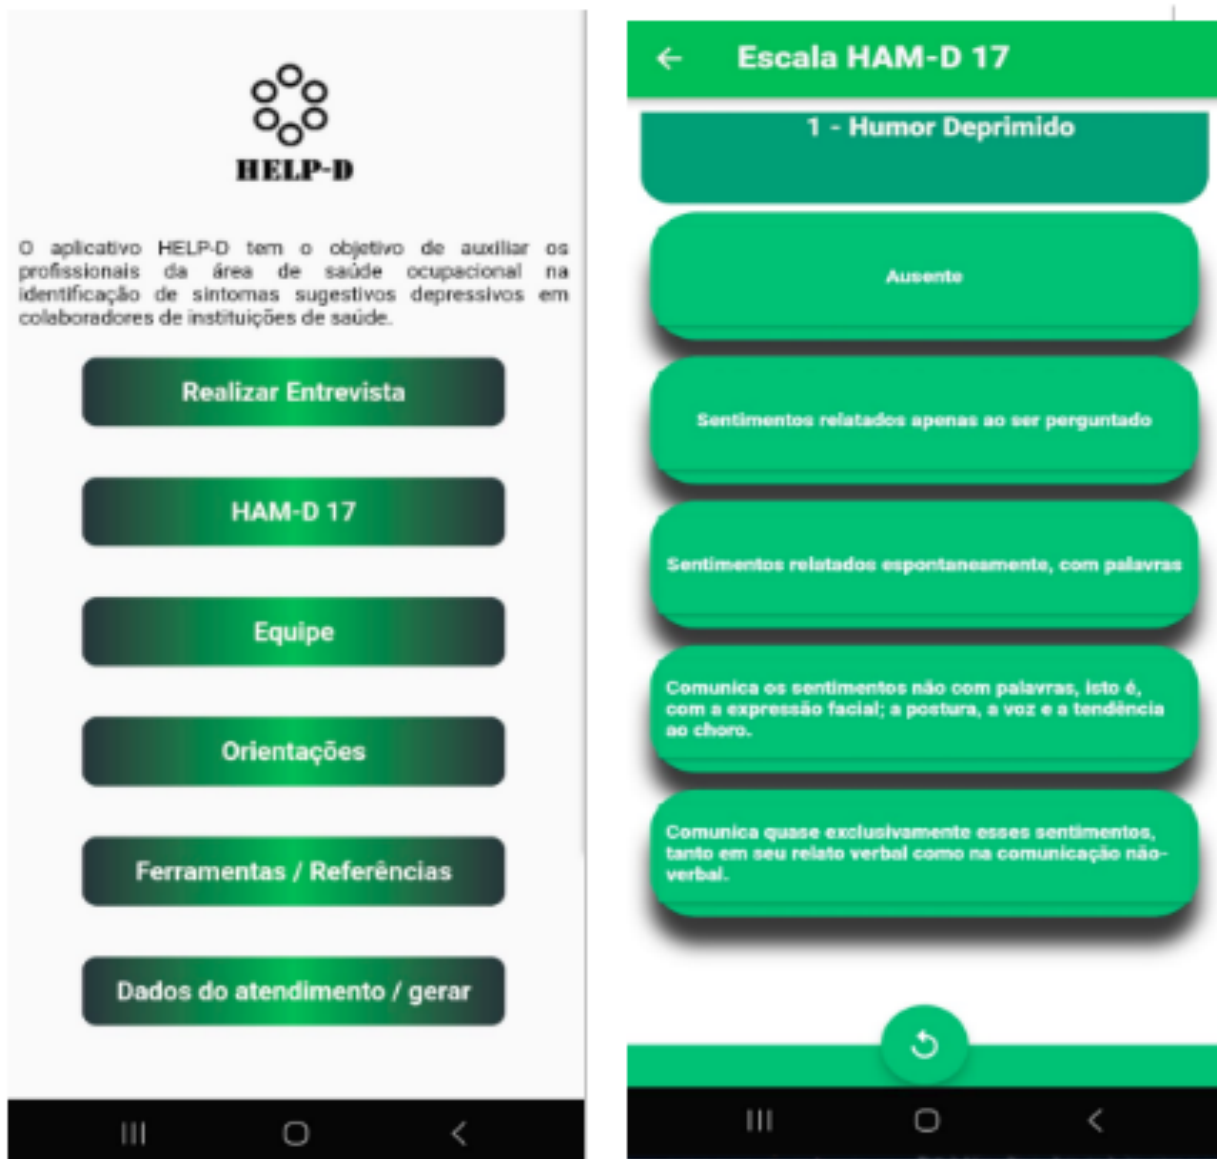 HELP-D
O aplicativo HELP-D tem o objetivo de auxiliar os
profissionais da área de saúde ocupacional na
identificação de sintomas sugestivos depressivos em
colaboradores de instituições de saúde.
Realizar Entrevista
HAM-D 17
Equipe
Orientações
Ferramentas / Referências
Dados do atendimento / gerar
Escala HAM-D 17
1 - Humor Deprimido
Ausente
Sentimentos relatados apenas ao ser perguntado
Sentimentos relatados espontaneamente, com palavras
Comunica os sentimentos não com palavras, isto é,
com a expressão facial; a postura, a voz e a tendência
ao choro.
Comunica quase exclusivamente esses sentimentos,
tanto em seu relato verbal como na comunicação não-
verbal.